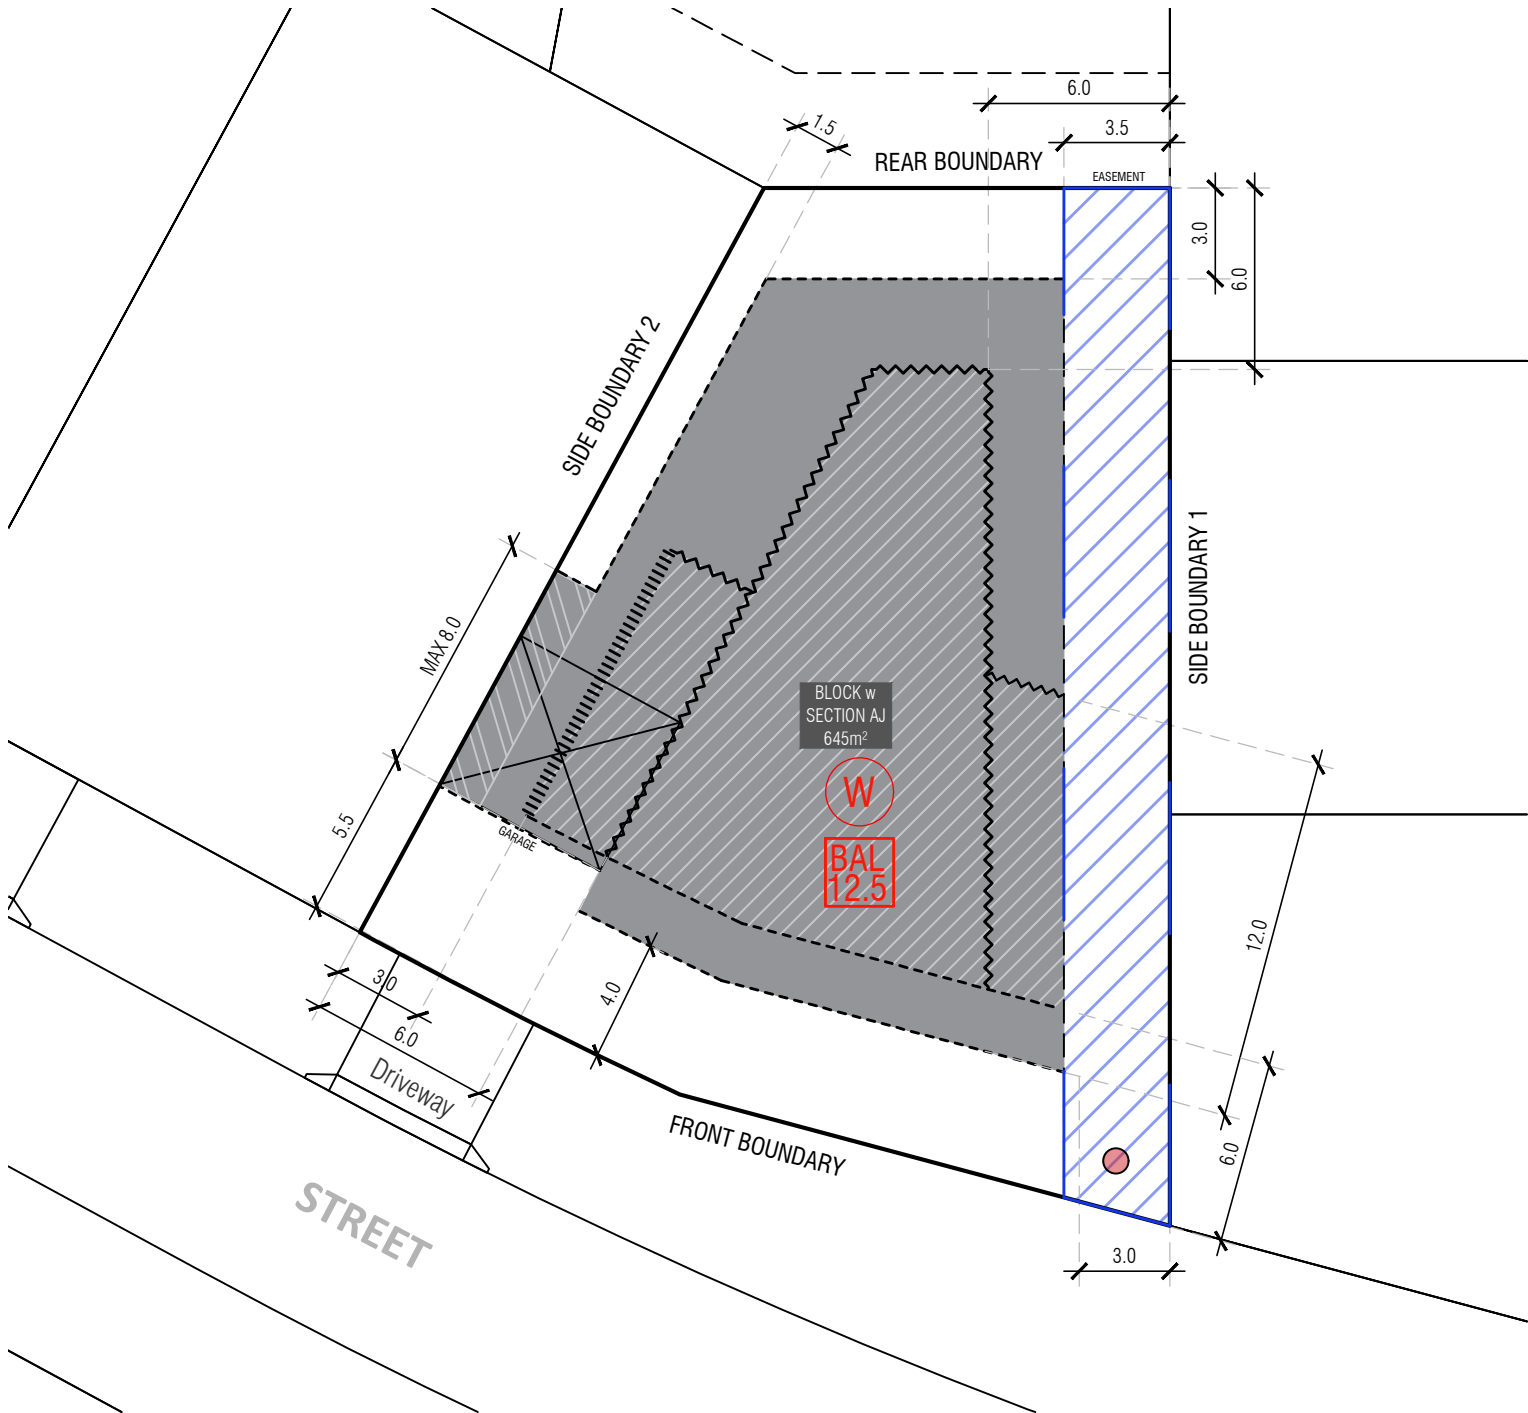 6.0
1.5
3.5
REAR BOUNDARY
EASEMENT
3.0
6.0
SIDE BOUNDARY 2
SIDE BOUNDARY 1
MAX 8.0
BLOCK w
SECTION AJ
645m²
W
BAL
12.5
5.5
GARAGE
12.0
3.0
4.0
6.0
Driveway
FRONT BOUNDARY
6.0
STREET
3.0